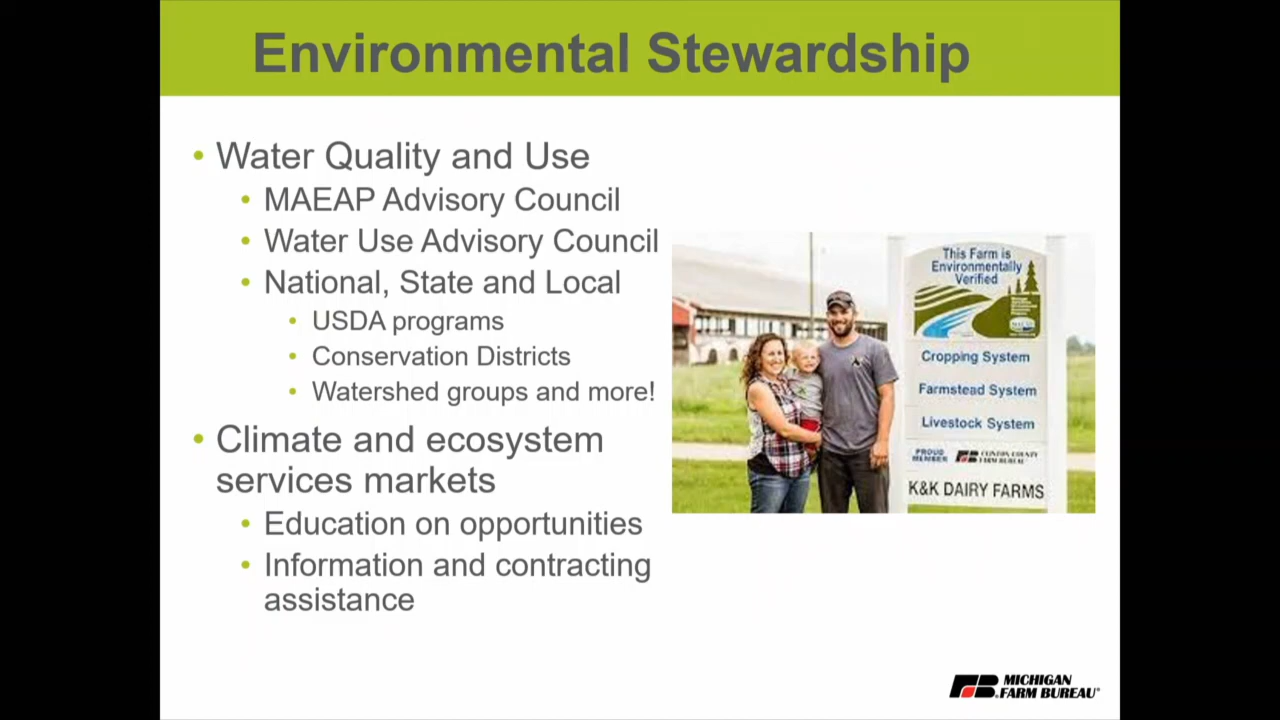 Environmental Stewardship
• Water Quality and Use
• MAEAP Advisory Council
• Water Use Advisory Council
• National, State and Local
• USDA programs
• Conservation Districts
• Watershed groups and more!
• Climate and ecosystem
services markets
• Education on opportunities
• Information and contracting
assistance
This Farm is
Environmentally
Verified
Cropping System
Farmstead System
Livestock System
PROUD
MEMBER
CLINTON COUNTY
FARM BUREAU
K&K DAIRY FARMS
MICHIGAN
FARM BUREAU®